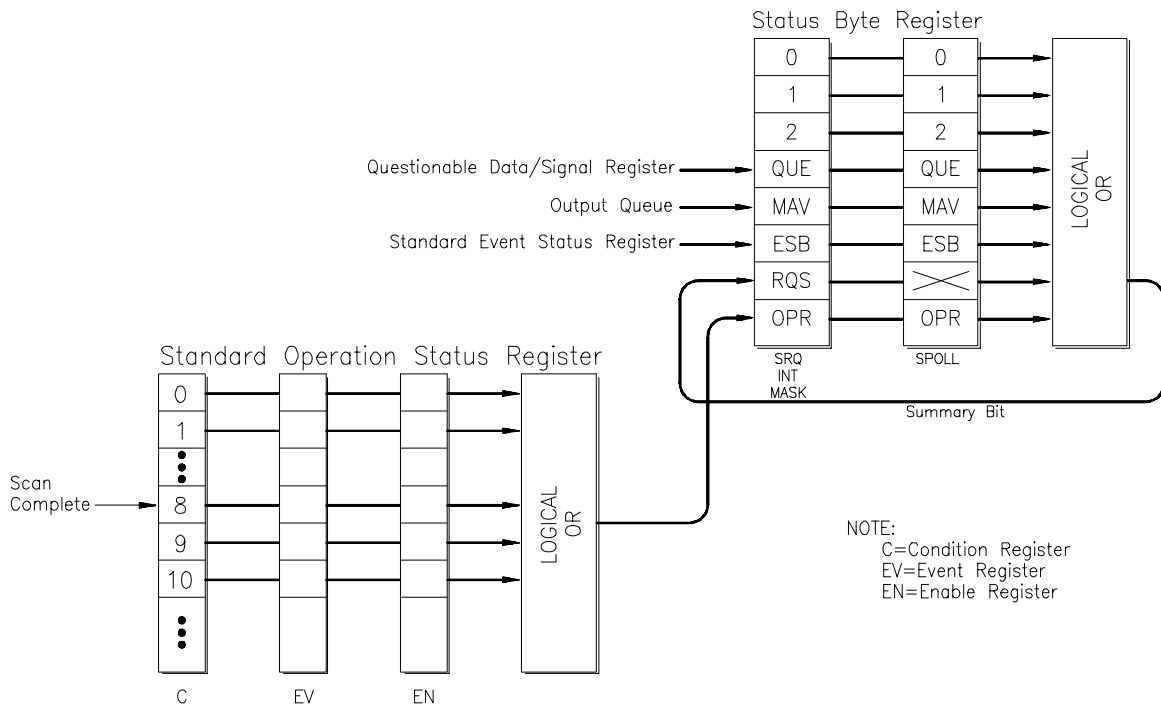 Status Byte Register
0 0
1 1
2 2
Questionable Data/Signal Register QUE QUE
Output Queue MAV MAV
Standard Event Status Register ESB ESB
RQS
OPR OPR
LOGICAL
OR
SRQ
INT
MASK
SPOLL
Summary Bit
Standard Operation Status Register
0
1
Scan
Complete
8
9
10
LOGICAL
OR
C EV EN
NOTE:
C=Condition Register
EV=Event Register
EN=Enable Register